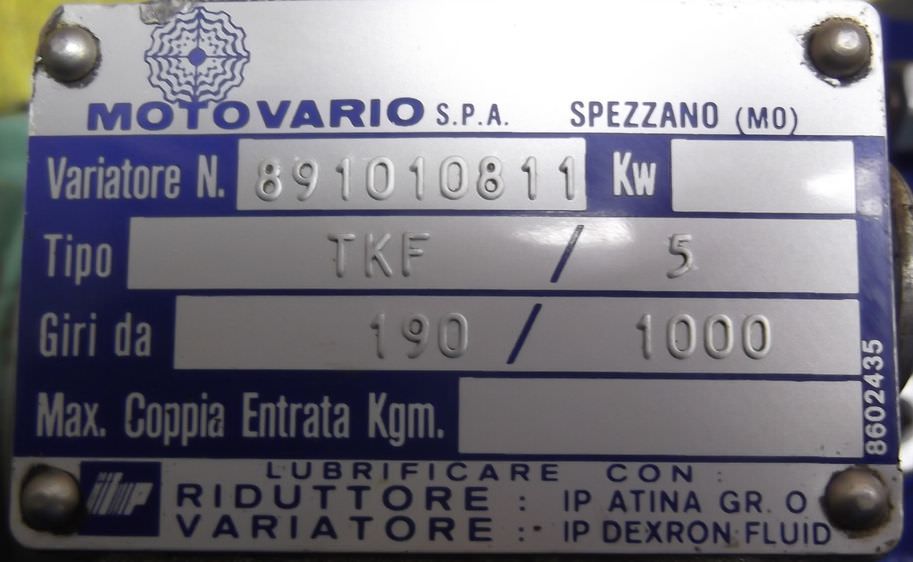 MOTOVARIO S.P.A. SPEZZANO (MO)
Variatore N. 891010811 Kw
Tipo TKF / 5
Giri da 190 / 1000
Max. Coppia Entrata Kgm.
8602435
LUBRIFICARE CON :
RIDUTTORE : IP ATINA GR. 0
VARIATORE : IP DEXRON FLUID